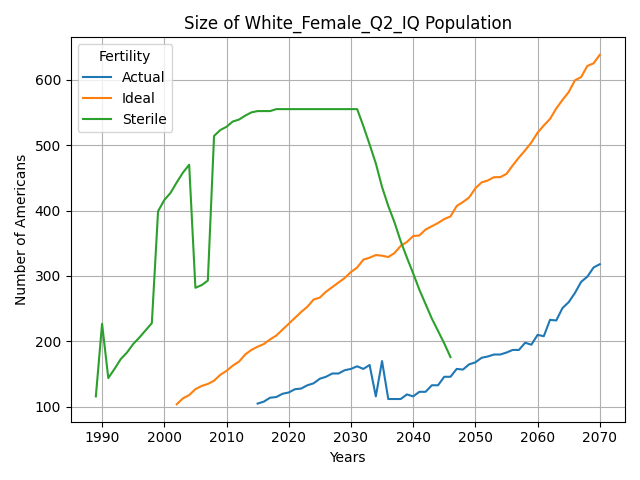 Size of White_Female_Q2_IQ Population
Fertility
Actual
Ideal
Sterile
Number of Americans
600
500
400
300
200
100
1990 2000 2010 2020 2030 2040 2050 2060 2070
Years